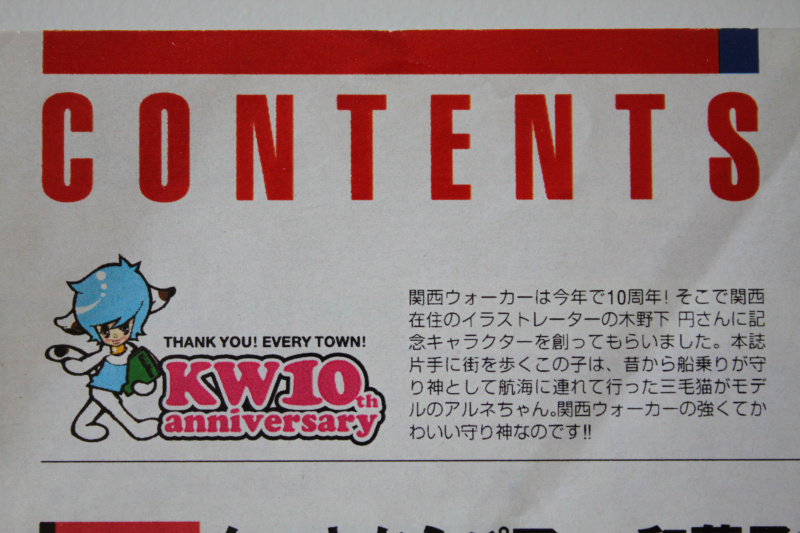 CONTENTS
THANK YOU! EVERY TOWN!
KW10th
anniversary
関西ウォーカーは今年で10周年! そこで関西
在住のイラストレーターの木野下 円さんに記
念キャラクターを創ってもらいました。本誌
片手に街を歩くこの子は、昔から船乗りが守
り神として航海に連れて行った三毛猫がモデ
ルのアルネちゃん。関西ウォーカーの強くてか
わいい守り神なのです!!